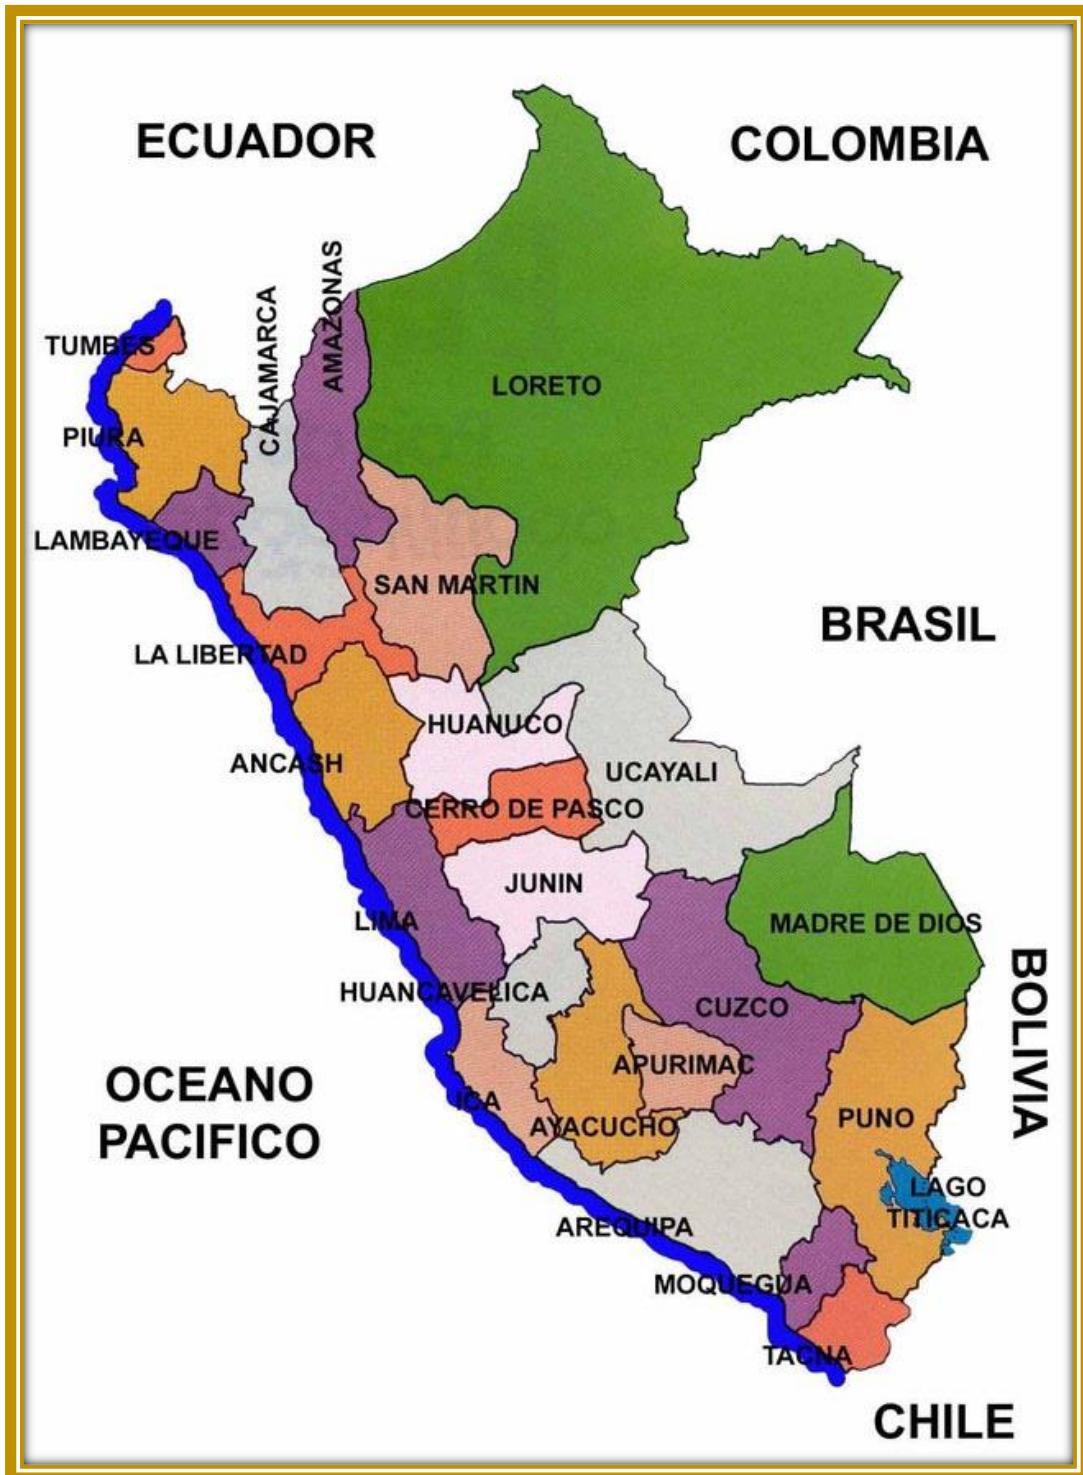 ECUADOR
COLOMBIA
AMAZONAS
CAJAMARCA
TUMBES
LORETO
PIURA
LAMBAYEQUE
SAN MARTIN
BRASIL
LA LIBERTAD
HUANUCO
ANCASH
UCAYALI
CERRO DE PASCO
JUNIN
LIMA
MADRE DE DIOS
HUANCAVELICA
CUZCO
BOLIVIA
APURIMAC
OCEANO
PACIFICO
ICA
AYACUCHO
PUNO
LAGO
TITICACA
AREQUIPA
MOQUEGUA
TACNA
CHILE